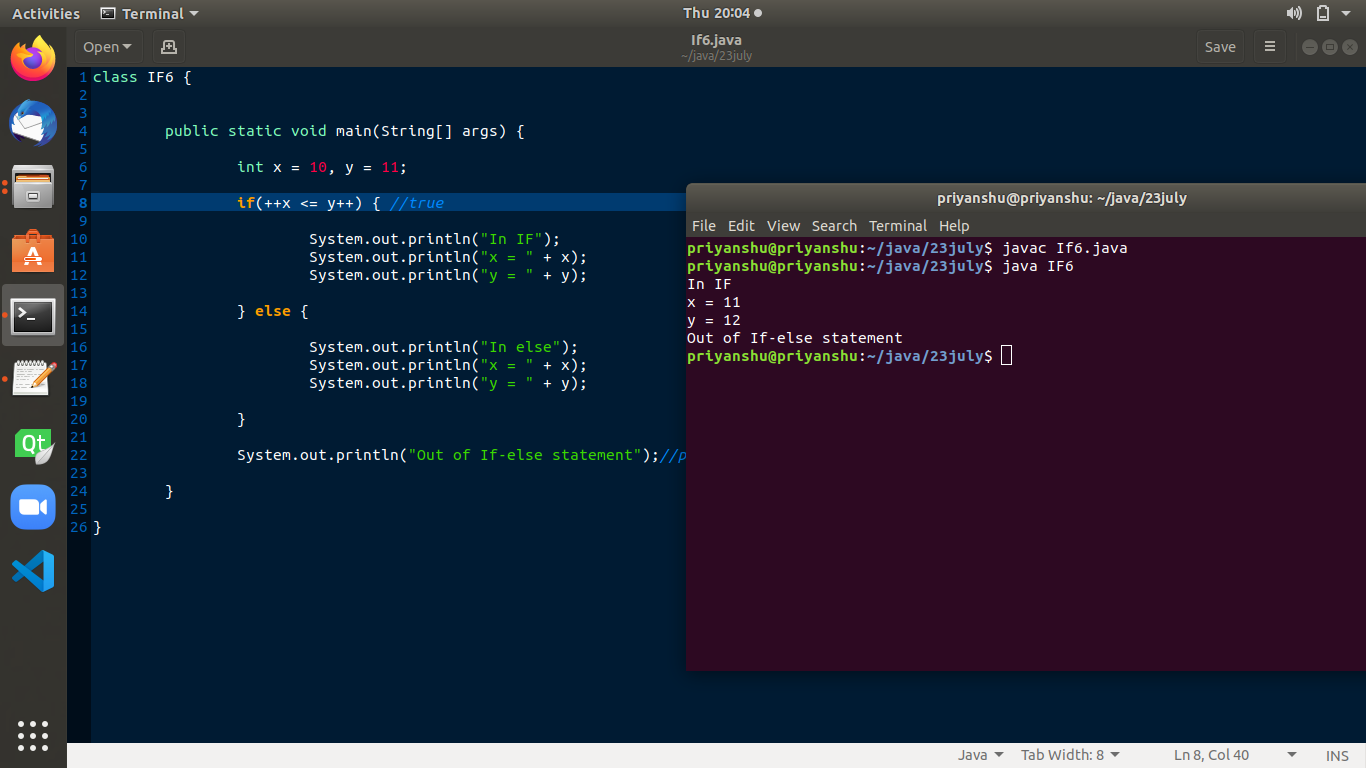 Activities Terminal Thu 20:04
Open If6.java Save
~/java/23july
1 class IF6 {
2
3
4 public static void main(String[] args) {
5
6 int x = 10, y = 11;
7
8 if(++x <= y++) { //true
9
10 System.out.println("In IF");
11 System.out.println("x = " + x);
12 System.out.println("y = " + y);
13
14 } else {
15
16 System.out.println("In else");
17 System.out.println("x = " + x);
18 System.out.println("y = " + y);
19
20 }
21
22 System.out.println("Out of If-else statement");//p
23
24 }
25
26 }
priyanshu@priyanshu: ~/java/23july
File Edit View Search Terminal Help
priyanshu@priyanshu:~/java/23july$ javac If6.java
priyanshu@priyanshu:~/java/23july$ java IF6
In IF
x = 11
y = 12
Out of If-else statement
priyanshu@priyanshu:~/java/23july$
Qt
Java Tab Width: 8 Ln 8, Col 40 INS